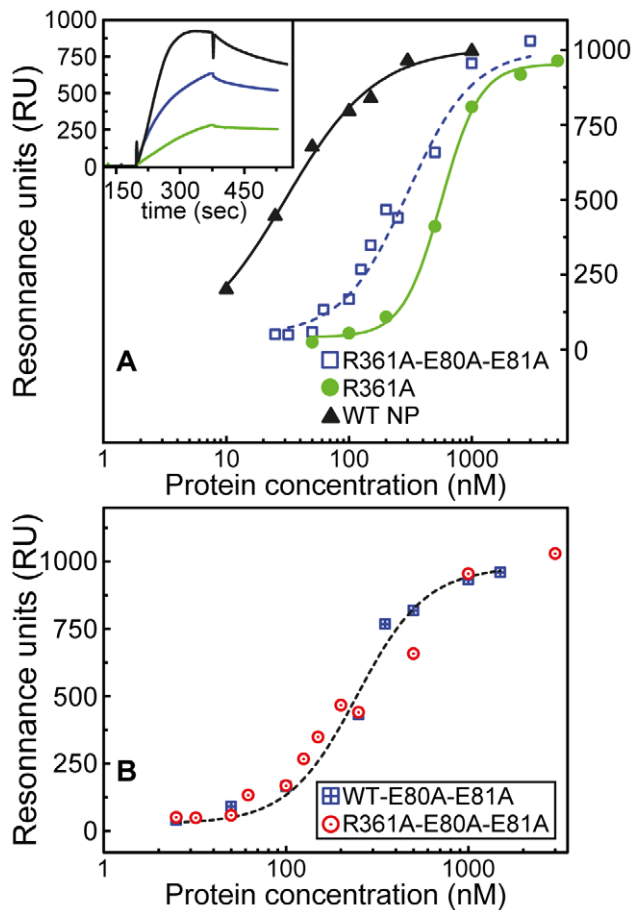 Resonnance units (RU)
1000
750
500
250
0
150 300 450
time (sec)
1000
750
500
250
0
A
R361A-E80A-E81A
R361A
WT NP
1 10 100 1000
Protein concentration (nM)
Resonnance units (RU)
1000
750
500
250
0
B
WT-E80A-E81A
R361A-E80A-E81A
1 10 100 1000
Protein concentration (nM)